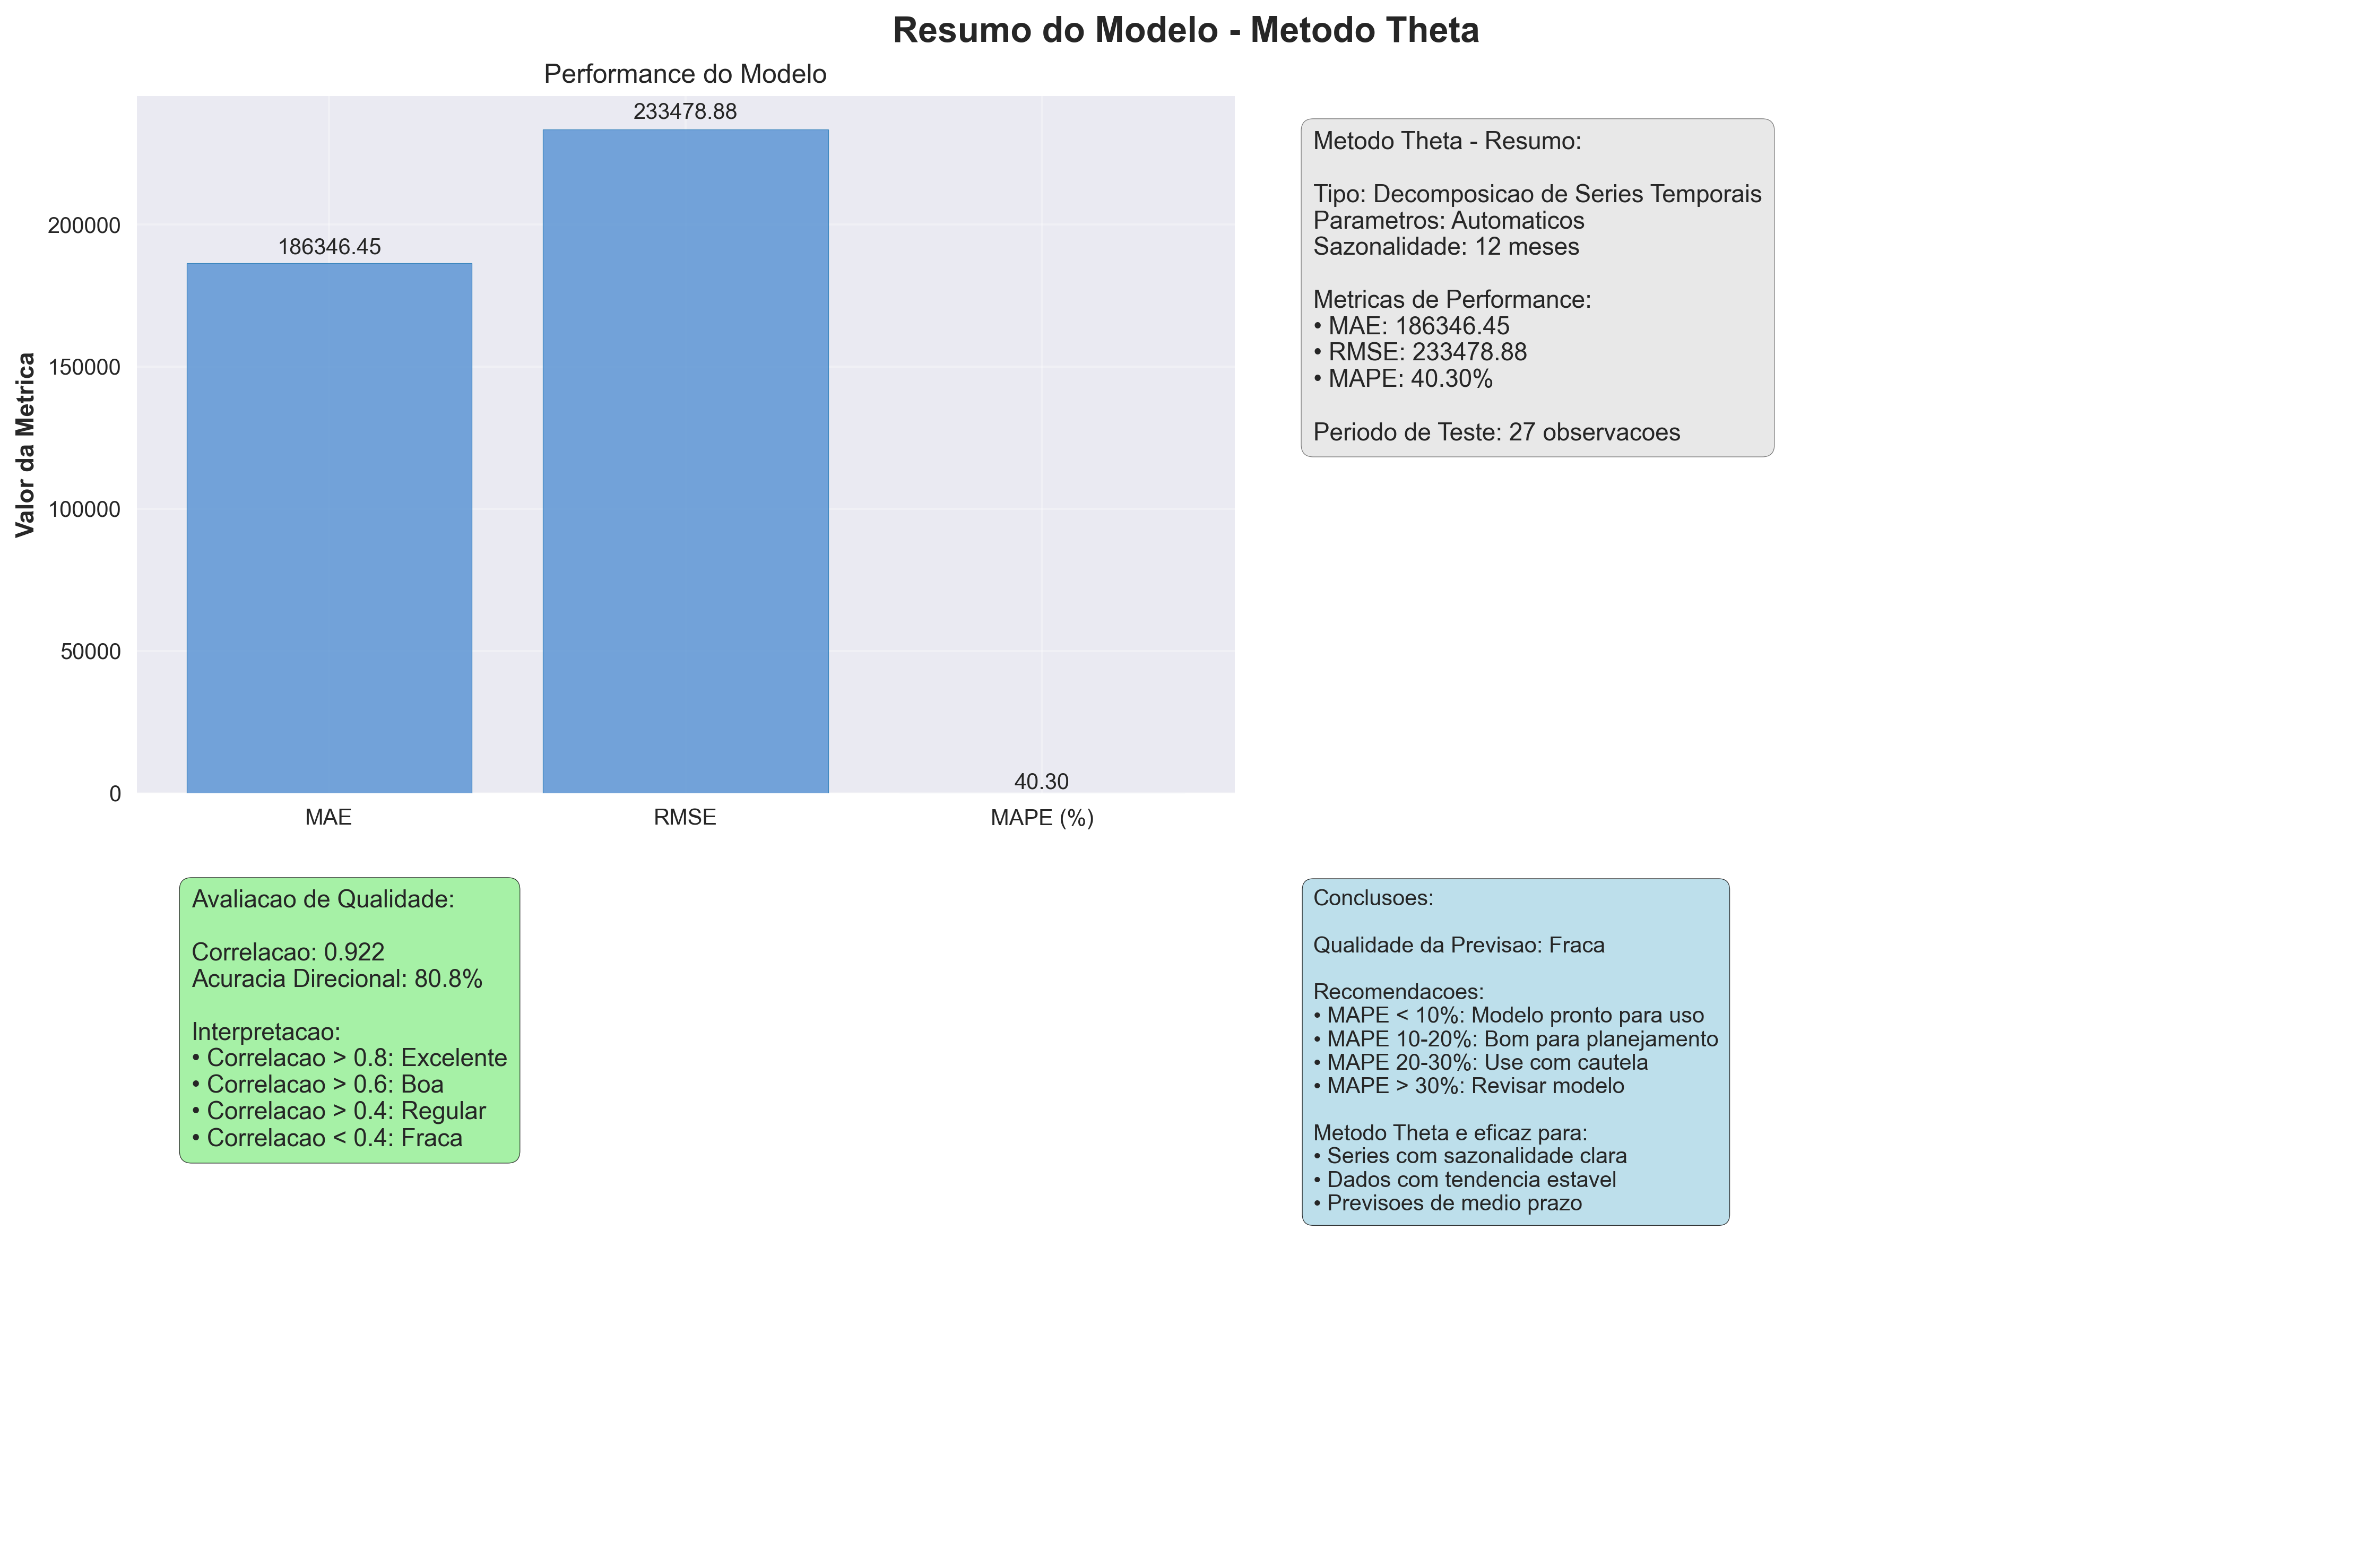 Resumo do Modelo - Metodo Theta
Performance do Modelo
Valor da Metrica
200000
150000
100000
50000
0
186346.45
233478.88
40.30
MAE
RMSE
MAPE (%)
Metodo Theta - Resumo:
Tipo: Decomposicao de Series Temporais
Parametros: Automaticos
Sazonalidade: 12 meses
Metricas de Performance:
• MAE: 186346.45
• RMSE: 233478.88
• MAPE: 40.30%
Periodo de Teste: 27 observacoes
Avaliacao de Qualidade:
Correlacao: 0.922
Acuracia Direcional: 80.8%
Interpretacao:
• Correlacao > 0.8: Excelente
• Correlacao > 0.6: Boa
• Correlacao > 0.4: Regular
• Correlacao < 0.4: Fraca
Conclusoes:
Qualidade da Previsao: Fraca
Recomendacoes:
• MAPE < 10%: Modelo pronto para uso
• MAPE 10-20%: Bom para planejamento
• MAPE 20-30%: Use com cautela
• MAPE > 30%: Revisar modelo
Metodo Theta e eficaz para:
• Series com sazonalidade clara
• Dados com tendencia estavel
• Previsoes de medio prazo